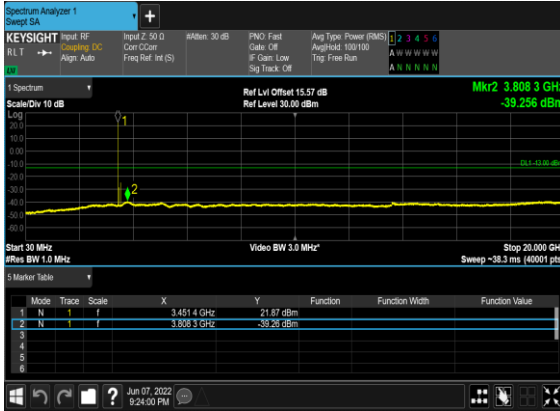 Spectrum Analyzer 1
Swept SA
+
KEYSIGHT Input: RF Input Z: 50 Ω #Atten: 30 dB PNO: Fast Avg Type: Power (RMS) 1 2 3 4 5 6
RLT Coupling: DC Corr CCorr Gate: Off Avg|Hold: 100/100 A W W W W W
Align: Auto Freq Ref: Int (S) IF Gain: Low Trig: Free Run
Sig Track: Off A N N N N N
1 Spectrum
Scale/Div 10 dB
Ref Lvl Offset 15.57 dB
Ref Level 30.00 dBm
Mkr2 3.808 3 GHz
-39.256 dBm
Log
20.0
10.0
0.00
-10.0
-20.0
-30.0
-40.0
-50.0
-60.0
1
2
DL1 -13.00 dBm
Start 30 MHz Video BW 3.0 MHz* Stop 20.000 GHz
#Res BW 1.0 MHz Sweep ~38.3 ms (40001 pts)
5 Marker Table
Mode Trace Scale X Y Function Function Width Function Value
1 N 1 f 3.451 4 GHz 21.87 dBm
2 N 1 f 3.808 3 GHz -39.26 dBm
3
4
5
6
?
Jun 07, 2022
9:24:00 PM